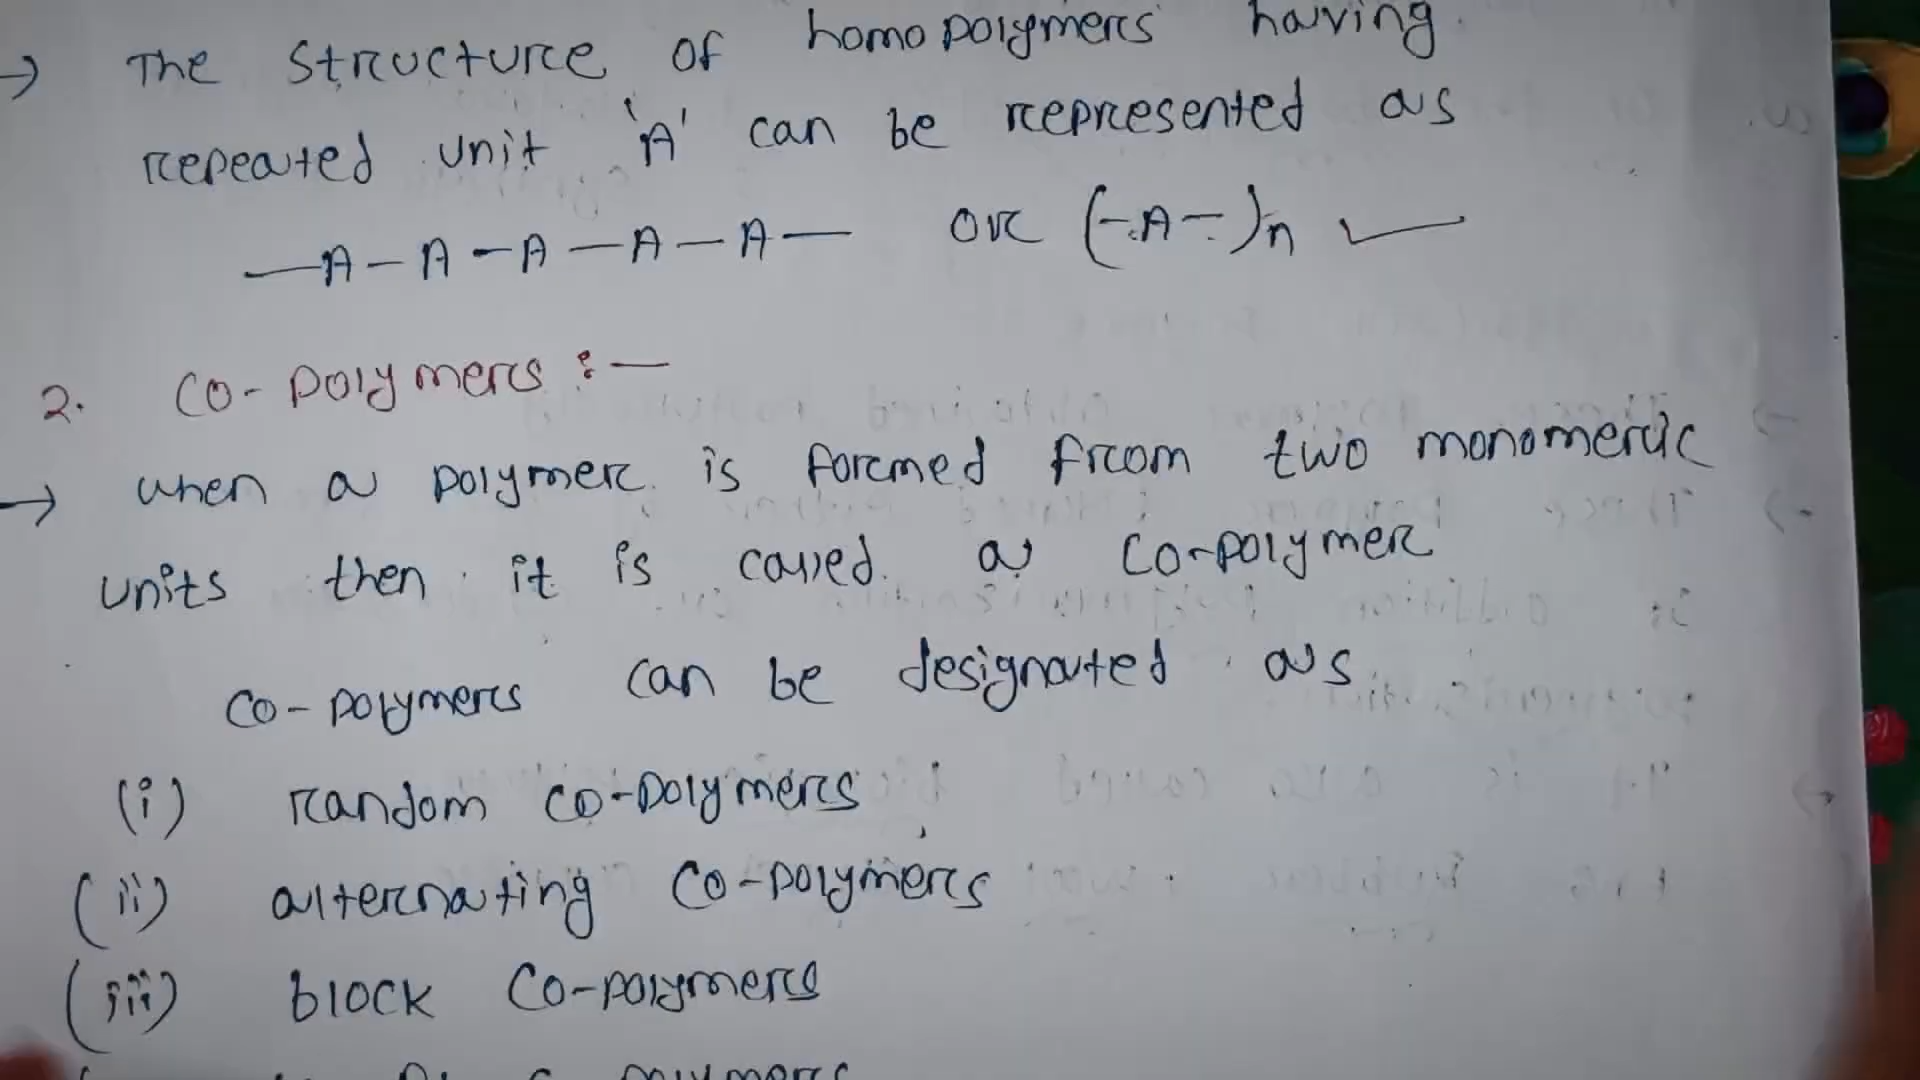 → The structure of homopolymers having
repeated unit 'A' can be represented as
—A—A—A—A—A— or (-A-)n
2. Co-polymers :—
→ when a polymer is formed from two monomeric
units then it is called a co-polymer
co-polymers can be designated as
(i) random co-polymers
(ii) alternating co-polymers
(iii) block co-polymers